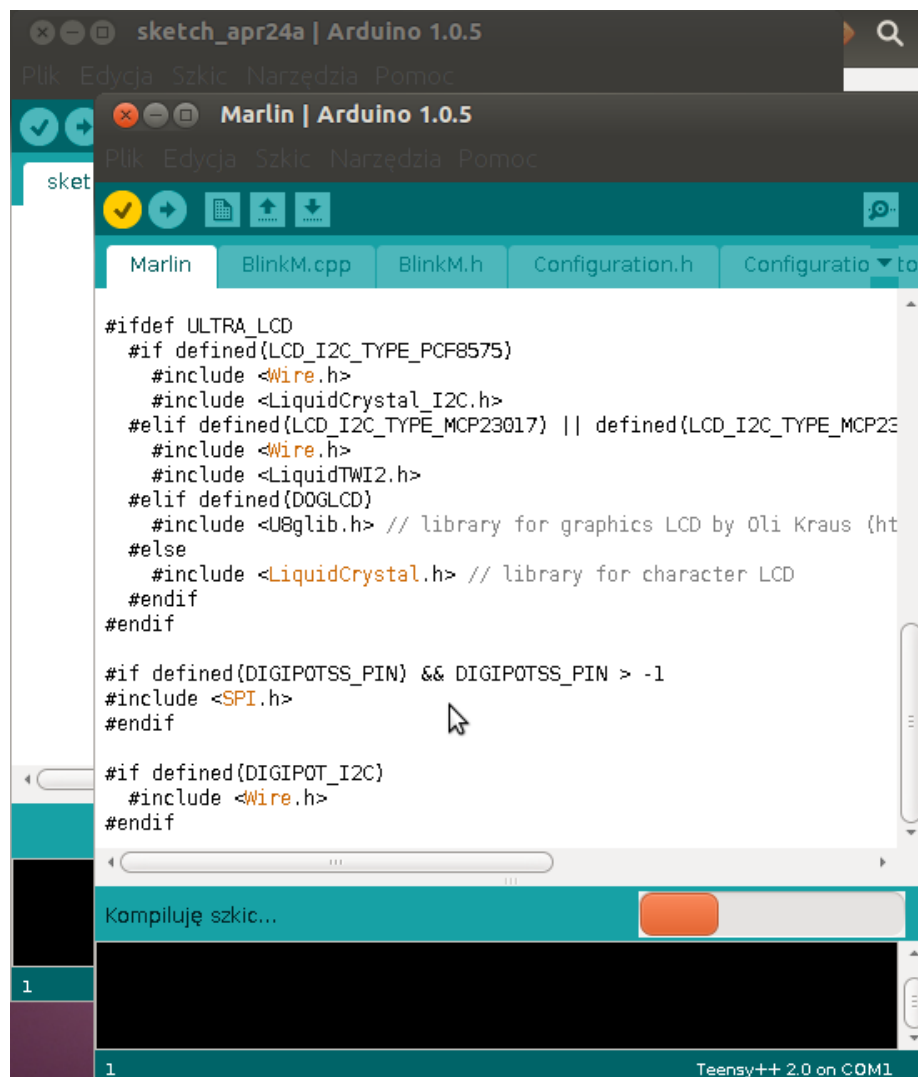 sketch_apr24a | Arduino 1.0.5
Plik Edycja Szkic Narzędzia Pomoc
Marlin | Arduino 1.0.5
Plik Edycja Szkic Narzędzia Pomoc
sket
Marlin BlinkM.cpp BlinkM.h Configuration.h Configuratio to
#ifdef ULTRA_LCD
  #if defined(LCD_I2C_TYPE_PCF8575)
    #include <Wire.h>
    #include <LiquidCrystal_I2C.h>
  #elif defined(LCD_I2C_TYPE_MCP23017) || defined(LCD_I2C_TYPE_MCP23
    #include <Wire.h>
    #include <LiquidTWI2.h>
  #elif defined(DOGLCD)
    #include <U8glib.h> // library for graphics LCD by Oli Kraus (ht
  #else
    #include <LiquidCrystal.h> // library for character LCD
  #endif
#endif
#if defined(DIGIPOTSS_PIN) && DIGIPOTSS_PIN > -1
#include <SPI.h>
#endif
#if defined(DIGIPOT_I2C)
  #include <Wire.h>
#endif
Kompiluję szkic...
1
1 Teensy++ 2.0 on COM1